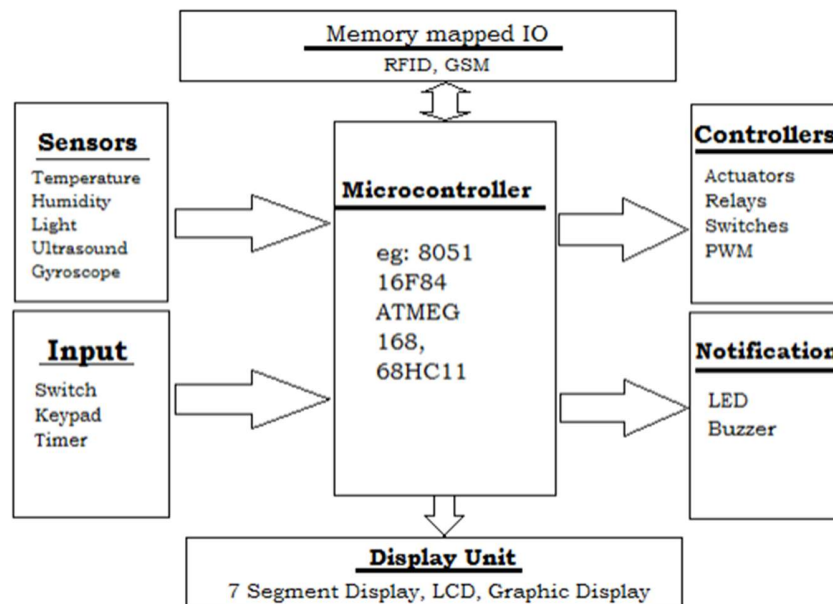 Memory mapped IO
RFID, GSM
Sensors
Temperature
Humidity
Light
Ultrasound
Gyroscope
Input
Switch
Keypad
Timer
Microcontroller
eg: 8051
16F84
ATMEG
168,
68HC11
Controllers
Actuators
Relays
Switches
PWM
Notification
LED
Buzzer
Display Unit
7 Segment Display, LCD, Graphic Display